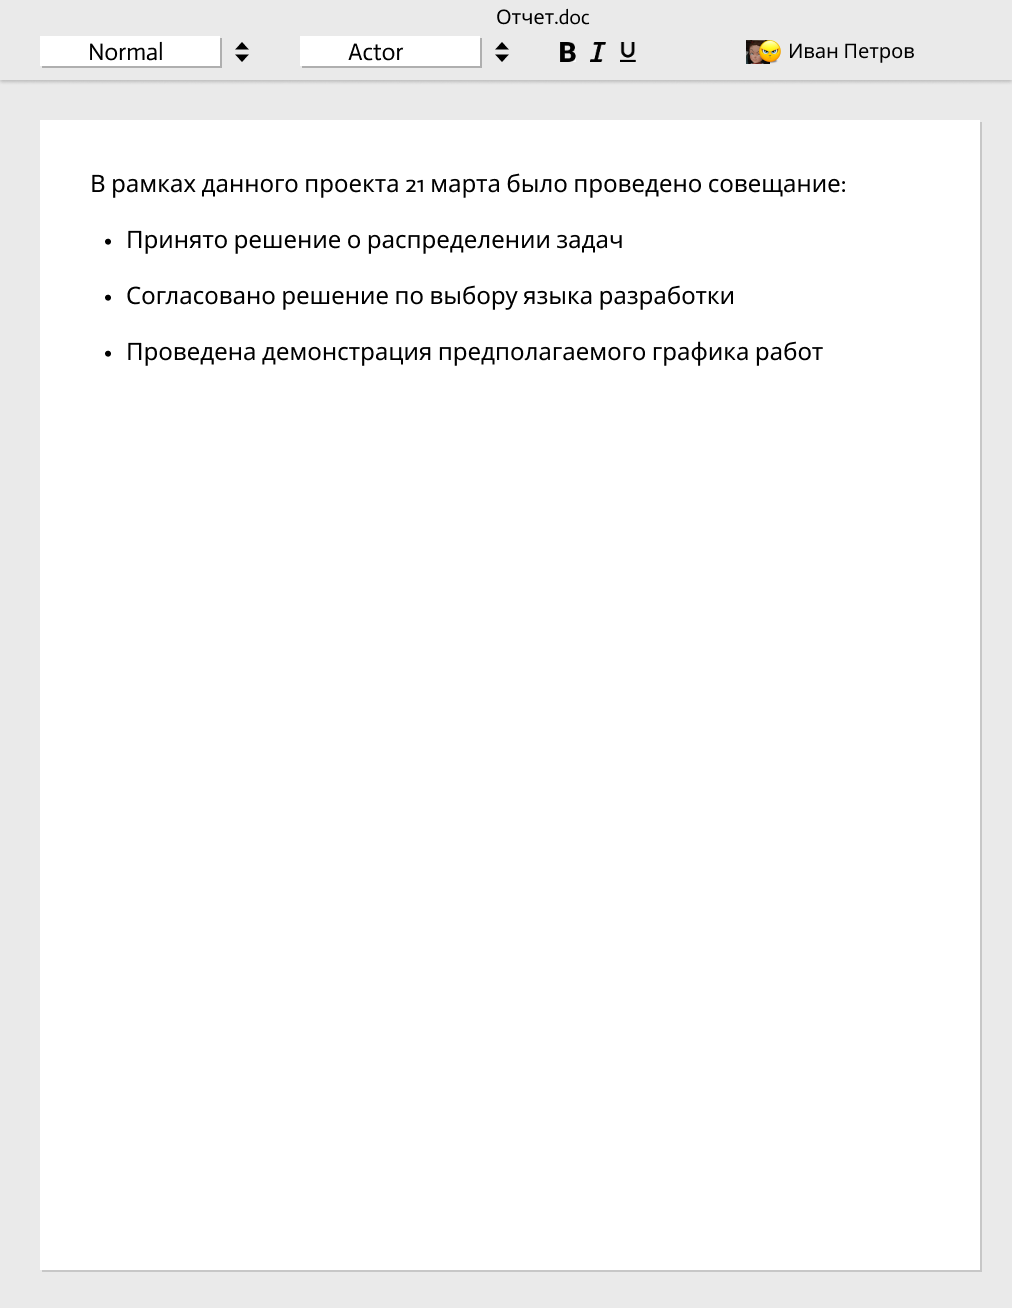 Отчет.doc
Normal Actor B I U Иван Петров
В рамках данного проекта 21 марта было проведено совещание:
• Принято решение о распределении задач
• Согласовано решение по выбору языка разработки
• Проведена демонстрация предполагаемого графика работ